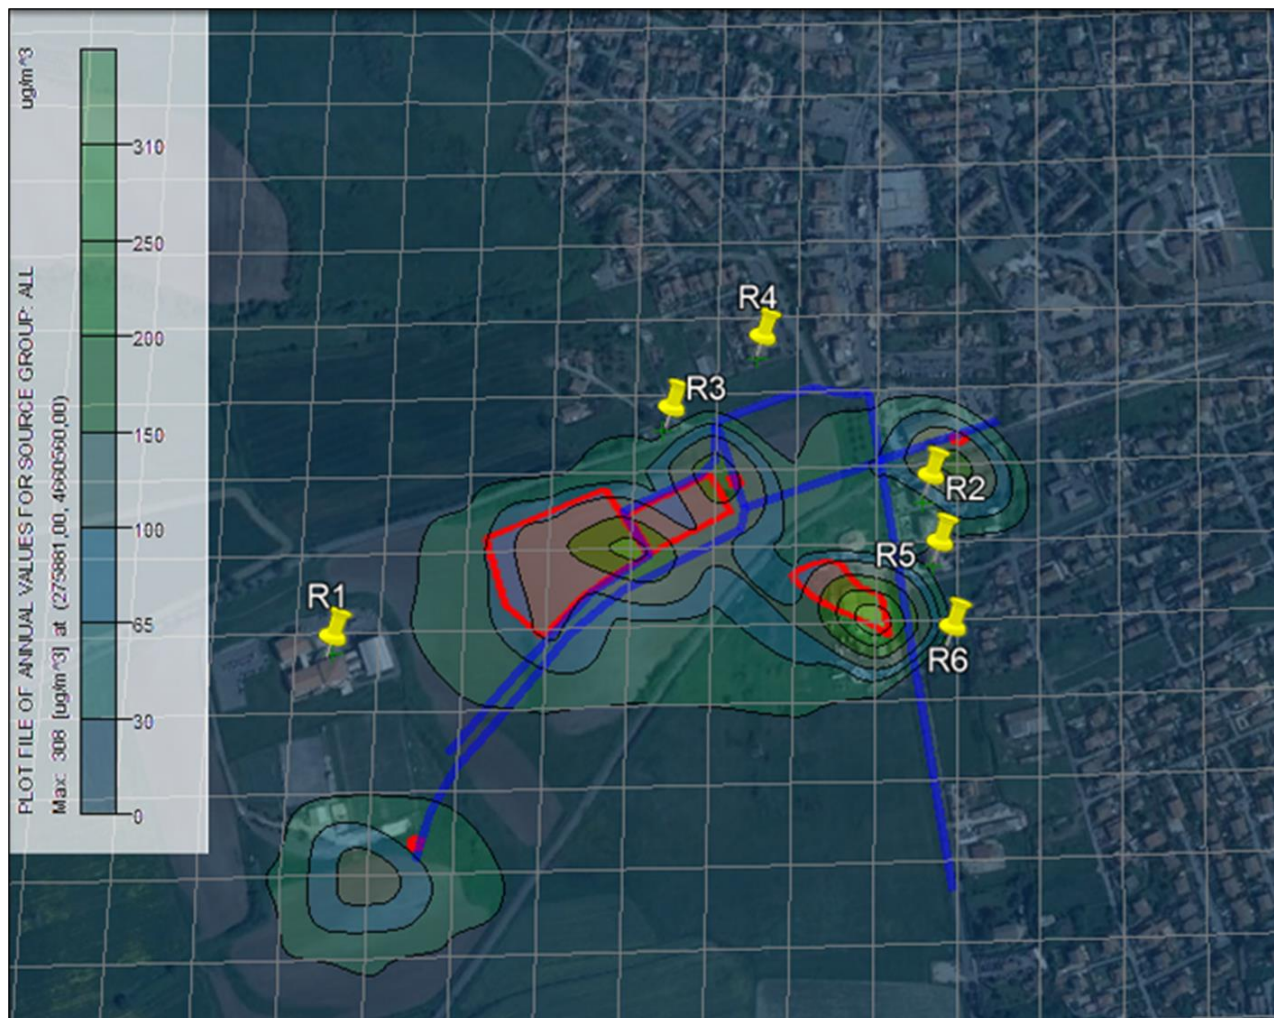 PLOT FILE OF ANNUAL VALUES FOR SOURCE GROUP: ALL
ug/m^3
Max: 308 [ug/m^3] at (275881,00, 4660560,00)
310
250
200
150
100
65
30
0
R4
R3
R2
R5
R1
R6